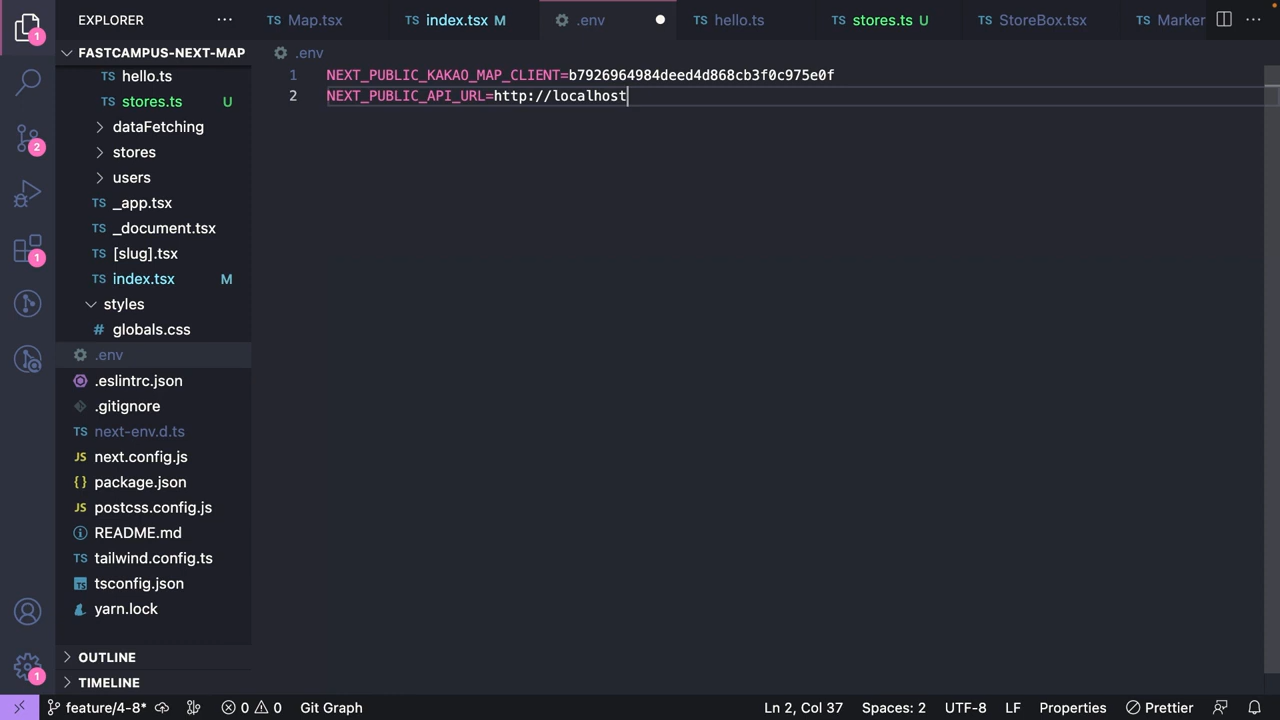 EXPLORER
Map.tsx
index.tsx M
.env
hello.ts
stores.ts U
StoreBox.tsx
Marker
1
FASTCAMPUS-NEXT-MAP
.env
hello.ts
1 NEXT_PUBLIC_KAKAO_MAP_CLIENT=b7926964984deed4d868cb3f0c975e0f
2 NEXT_PUBLIC_API_URL=http://localhost
stores.ts U
dataFetching
2
stores
users
_app.tsx
_document.tsx
1
[slug].tsx
index.tsx M
styles
globals.css
.env
.eslintrc.json
.gitignore
next-env.d.ts
next.config.js
package.json
postcss.config.js
README.md
tailwind.config.ts
tsconfig.json
yarn.lock
OUTLINE
1
TIMELINE
feature/4-8* 0 0 Git Graph Ln 2, Col 37 Spaces: 2 UTF-8 LF Properties Prettier